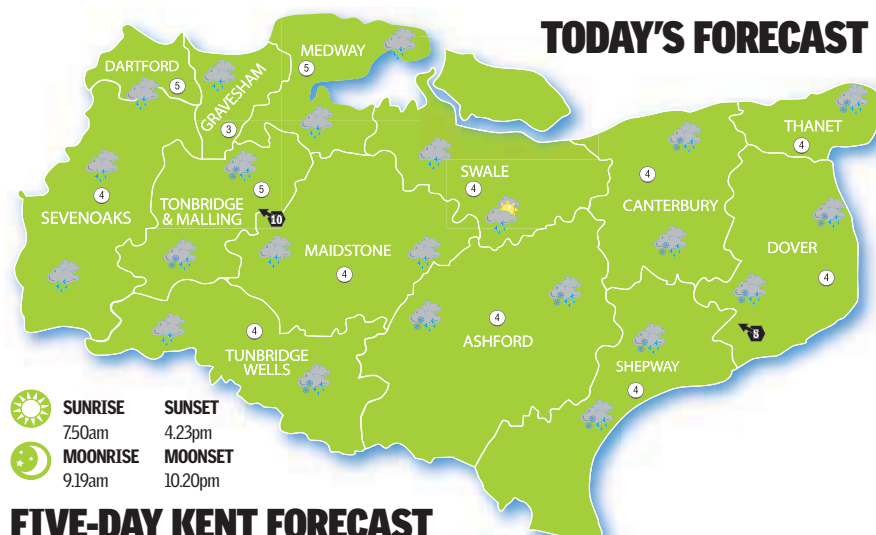 TODAY'S FORECAST
MEDWAY
5
DARTFORD
5
GRAVESHAM
3
THANET
4
SWALE
4
CANTERBURY
4
SEVENOAKS
4
TONBRIDGE
& MALLING
5
10
MAIDSTONE
4
DOVER
4
8
ASHFORD
4
TUNBRIDGE
WELLS
4
SHEPWAY
4
SUNRISE SUNSET
7.50am 4.23pm
MOONRISE MOONSET
9.19am 10.20pm
FIVE-DAY KENT FORECAST